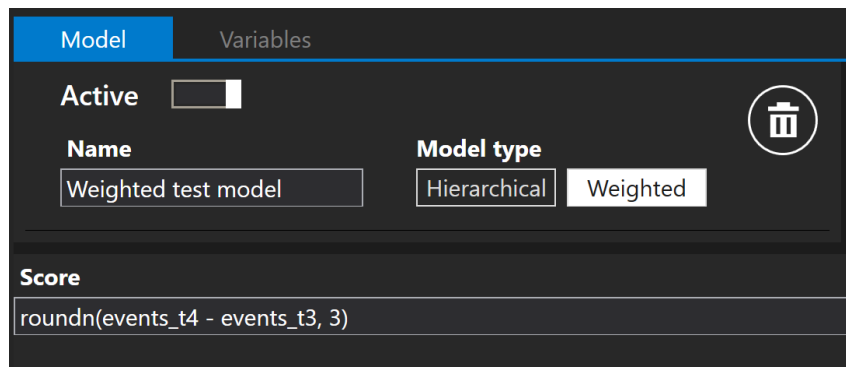 Model Variables
Active
Name Model type
Weighted test model Hierarchical Weighted
Score
roundn(events_t4 - events_t3, 3)